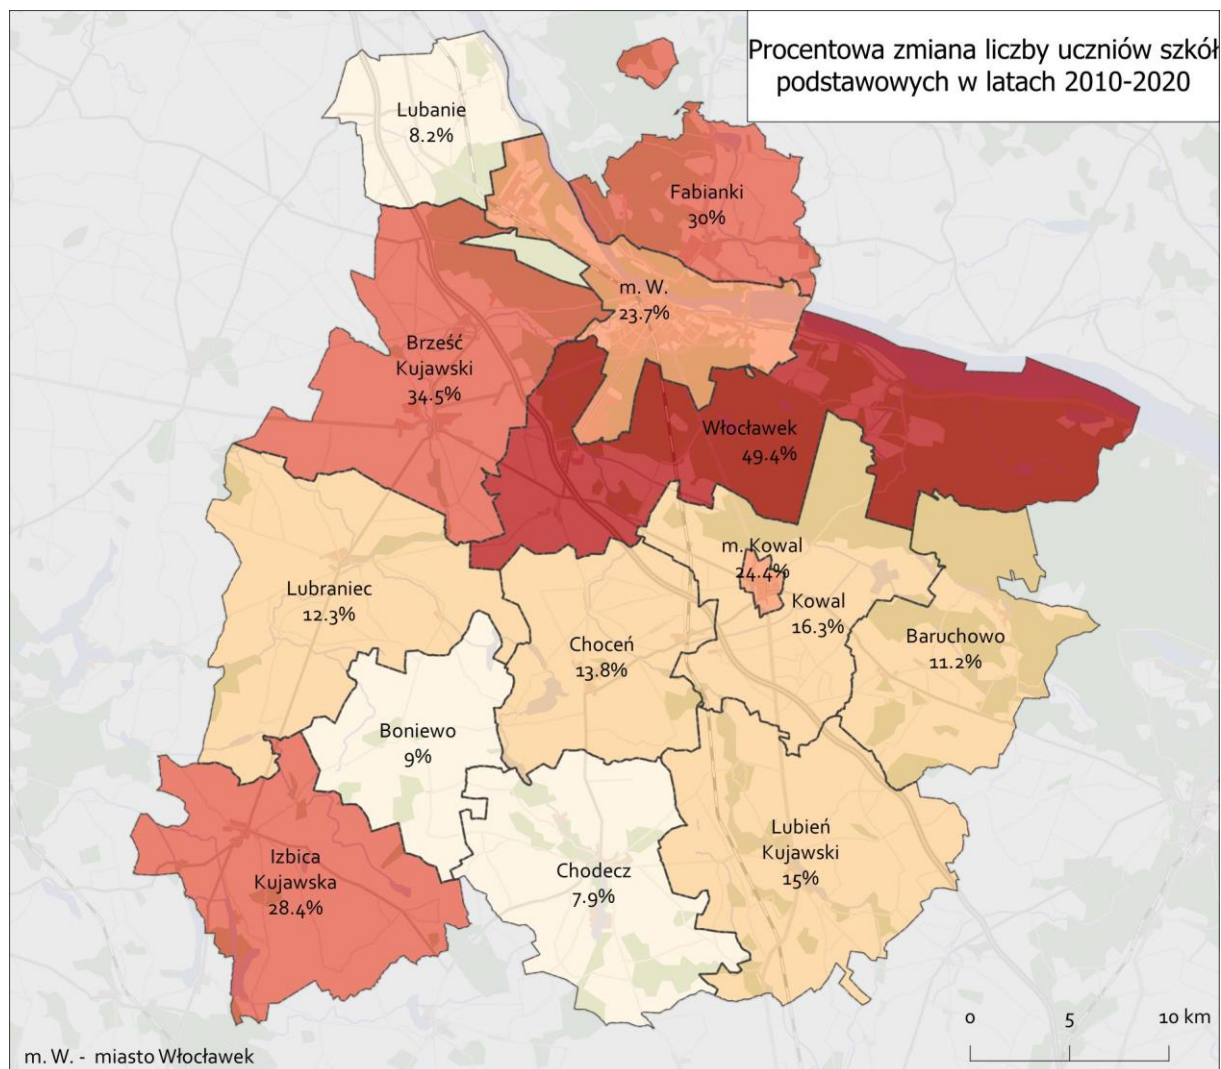 Procentowa zmiana liczby uczniów szkół
podstawowych w latach 2010-2020
Lubanie
8.2%
Fabianki
30%
m. W.
23.7%
Brześć
Kujawski
34.5%
Włocławek
49.4%
m. Kowal
24.4%
Kowal
16.3%
Lubraniec
12.3%
Choceń
13.8%
Baruchowo
11.2%
Boniewo
9%
Lubień
Kujawski
15%
Izbica
Kujawska
28.4%
Chodecz
7.9%
0 5 10 km
m. W. - miasto Włocławek